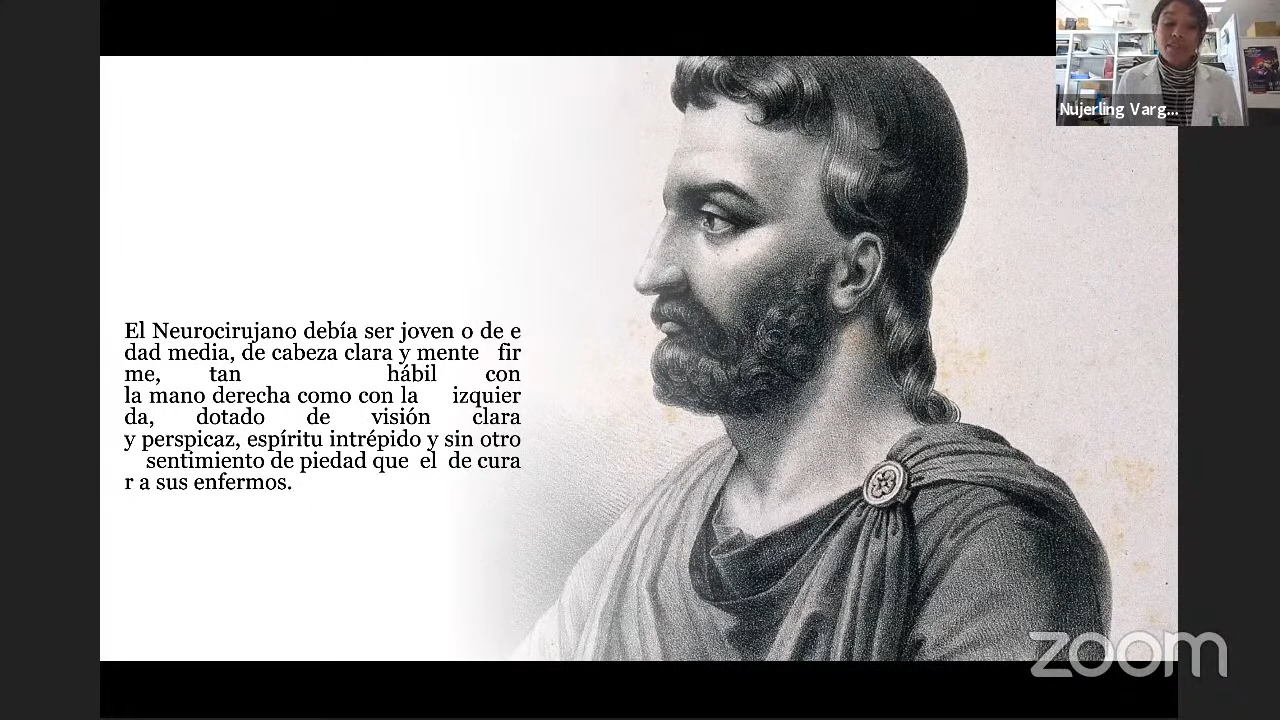 Nujerling Varg...
El Neurocirujano debía ser joven o de e
dad media, de cabeza clara y mente fir
me, tan hábil con
la mano derecha como con la izquier
da, dotado de visión clara
y perspicaz, espíritu intrépido y sin otro
sentimiento de piedad que el de cura
r a sus enfermos.
zoom